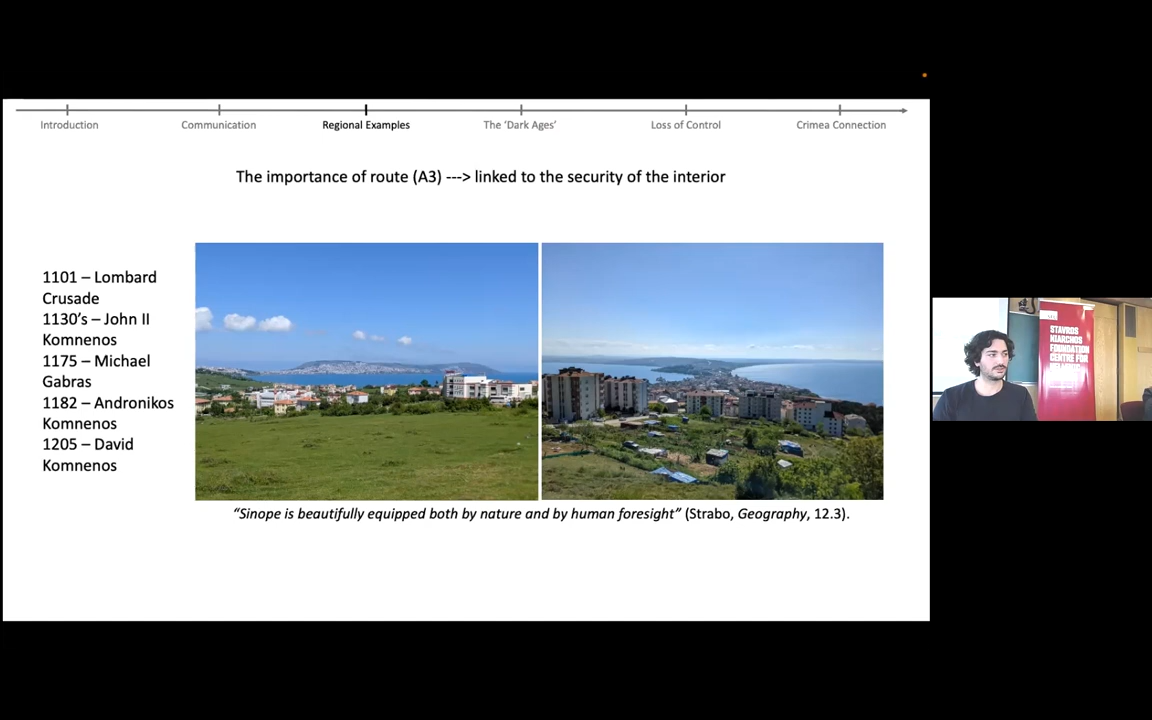 Introduction
Communication
Regional Examples
The ‘Dark Ages’
Loss of Control
Crimea Connection
The importance of route (A3) ---> linked to the security of the interior
1101 – Lombard
Crusade
1130’s – John II
Komnenos
1175 – Michael
Gabras
1182 – Andronikos
Komnenos
1205 – David
Komnenos
“Sinope is beautifully equipped both by nature and by human foresight” (Strabo, Geography, 12.3).
STAVROS
NIARCHOS
FOUNDATION
CENTRE FOR